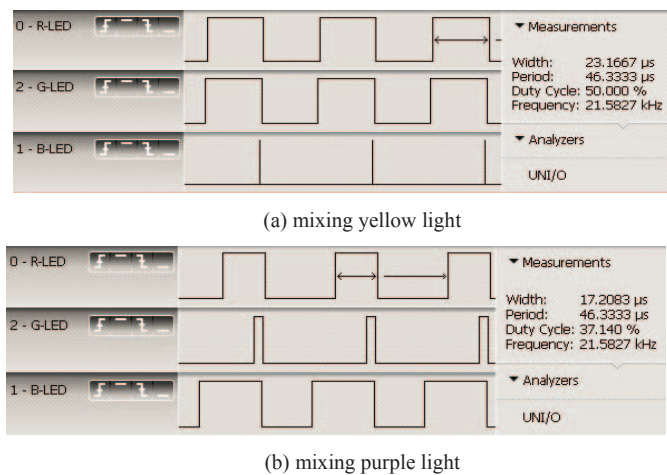 0 - R-LED
▼ Measurements
Width: 23.1667 µs
Period: 46.3333 µs
Duty Cycle: 50.000 %
Frequency: 21.5827 kHz
2 - G-LED
1 - B-LED
▼ Analyzers
UNI/O
(a) mixing yellow light
0 - R-LED
▼ Measurements
Width: 17.2083 µs
Period: 46.3333 µs
Duty Cycle: 37.140 %
Frequency: 21.5827 kHz
2 - G-LED
1 - B-LED
▼ Analyzers
UNI/O
(b) mixing purple light